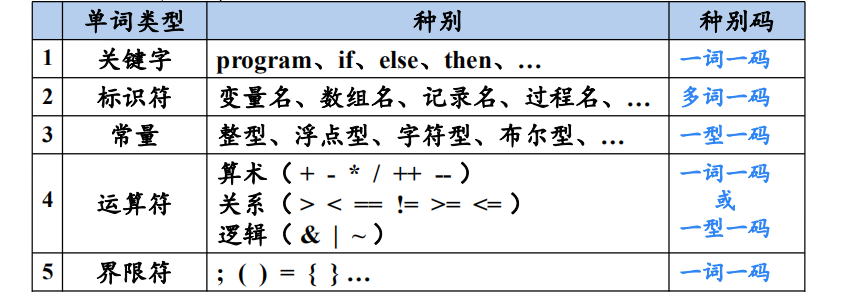 单词类型 种别 种别码
1 关键字 program、if、else、then、… 一词一码
2 标识符 变量名、数组名、记录名、过程名、… 多词一码
3 常量 整型、浮点型、字符型、布尔型、… 一型一码
4 运算符 算术（ + - * / ++ -- ） 一词一码
关系（ > < == != >= <= ） 或
逻辑（ & | ~ ） 一型一码
5 界限符 ; ( ) = { } … 一词一码